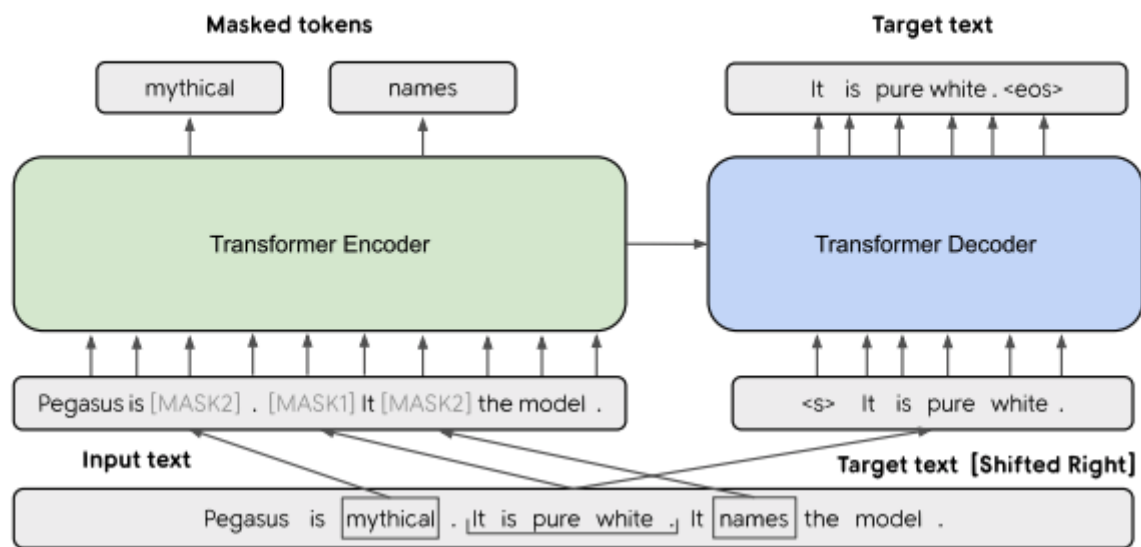 Masked tokens Target text
mythical names It is pure white . <eos>
Transformer Encoder Transformer Decoder
Pegasus is [MASK2] . [MASK1] It [MASK2] the model . <s> It is pure white .
Input text Target text [Shifted Right]
Pegasus is mythical . It is pure white . It names the model .